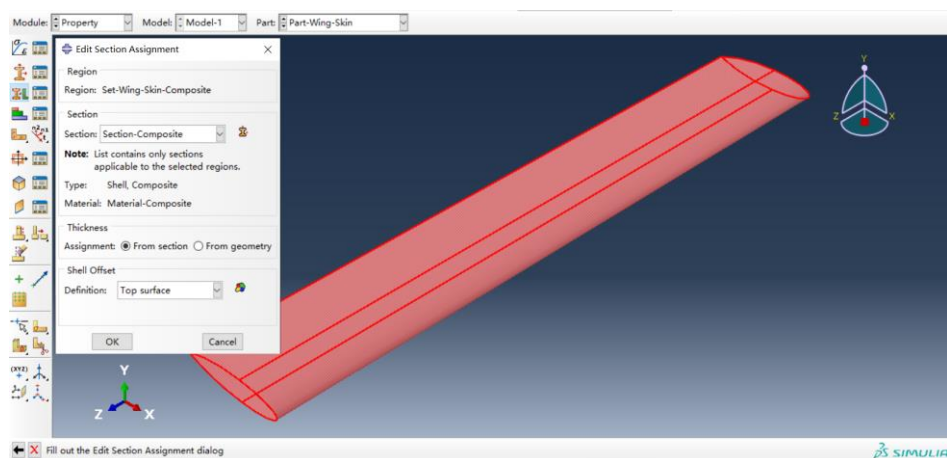 Module: Property Model: Model-1 Part: Part-Wing-Skin
Edit Section Assignment
Region
Region: Set-Wing-Skin-Composite
Section
Section: Section-Composite
Note: List contains only sections
applicable to the selected regions.
Type: Shell, Composite
Material: Material-Composite
Thickness
Assignment: From section From geometry
Shell Offset
Definition: Top surface
OK Cancel
Y
Z X
Y
Z X
(XYZ)
Fill out the Edit Section Assignment dialog
SIMULIA